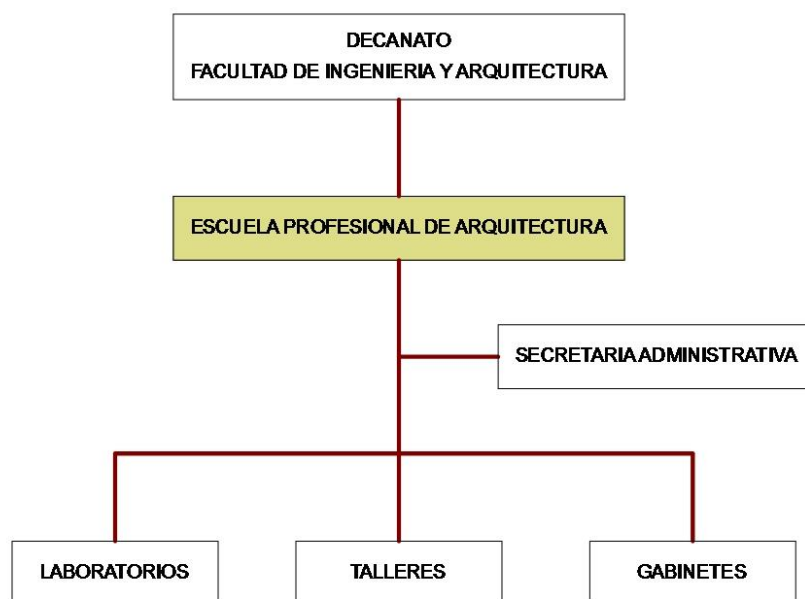 DECANATO
FACULTAD DE INGENIERIA Y ARQUITECTURA
ESCUELA PROFESIONAL DE ARQUITECTURA
SECRETARIA ADMINISTRATIVA
LABORATORIOS
TALLERES
GABINETES